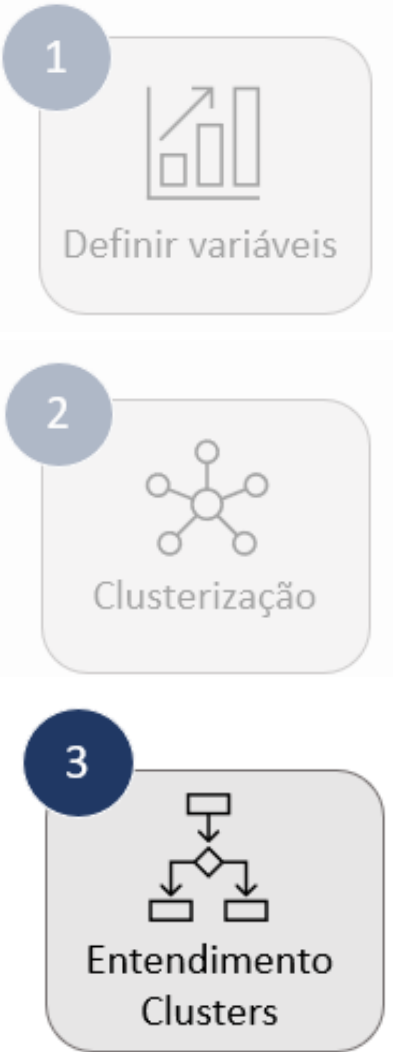 1
Definir variáveis
2
Clusterização
3
Entendimento
Clusters